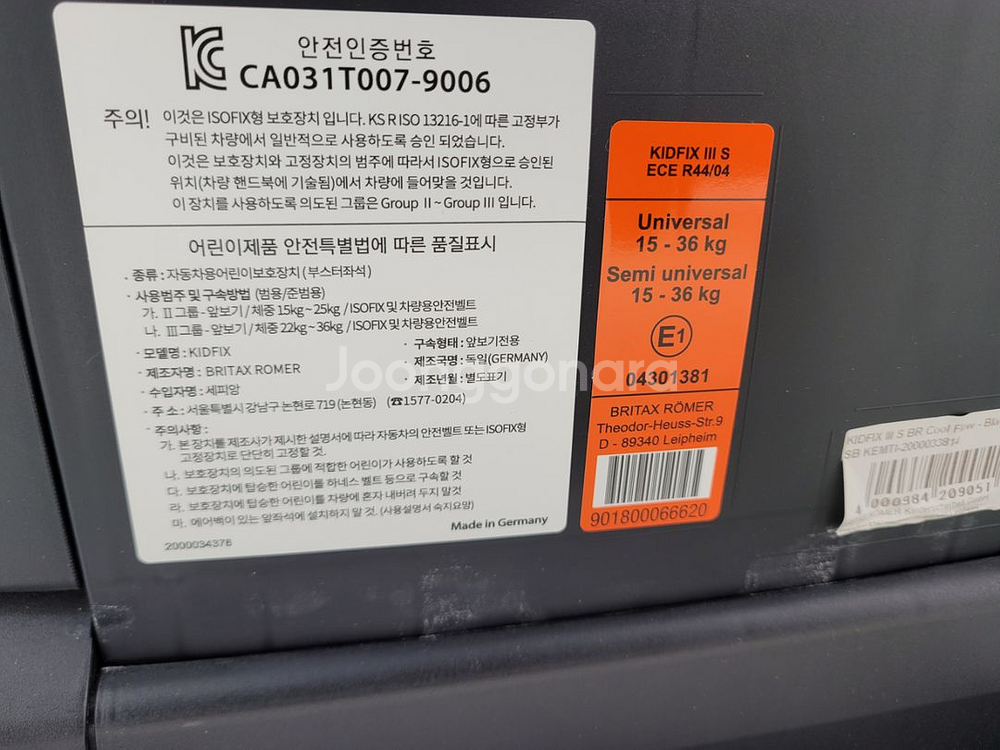 안전인증번호
CA031T007-9006
주의! 이것은 ISOFIX형 보호장치 입니다. KS R ISO 13216-1에 따른 고정부가
구비된 차량에서 일반적으로 사용하도록 승인 되었습니다.
이것은 보호장치와 고정장치의 범주에 따라서 ISOFIX형으로 승인된
위치(차량 핸드북에 기술됨)에서 차량에 들어맞을 것입니다.
이 장치를 사용하도록 의도된 그룹은 Group Ⅱ ~ Group Ⅲ 입니다.
어린이제품 안전특별법에 따른 품질표시
· 종류 : 자동차용어린이보호장치 ( 부스터좌석 )
· 사용범주 및 구속방법 (범용/준범용)
가. Ⅱ그룹 - 앞보기 / 체중 15kg ~ 25kg / ISOFIX 및 차량용안전벨트
나. Ⅲ그룹 - 앞보기 / 체중 22kg ~ 36kg / ISOFIX 및 차량용안전벨트
· 모델명 : KIDFIX
· 제조자명 : BRITAX ROMER
· 수입자명 : 세피앙
· 구속형태 : 앞보기전용
· 제조국명 : 독일(GERMANY)
· 제조년월 : 별도표기
· 주 소 : 서울특별시 강남구 논현로 719 (논현동) (☎1577-0204)
· 주의사항 :
가. 본 장치를 제조사가 제시한 설명서에 따라 자동차의 안전벨트 또는 ISOFIX형
고정장치로 단단히 고정할 것.
나. 보호장치의 의도된 그룹에 적합한 어린이가 사용하도록 할 것
다. 보호장치에 탑승한 어린이를 하네스 벨트 등으로 구속할 것
라. 보호장치에 탑승한 어린이를 차량에 혼자 내버려 두지 말것
마. 에어백이 있는 앞좌석에 설치하지 말 것. (사용설명서 숙지요망)
Made in Germany
2000034378
KIDFIX III S
ECE R44/04
Universal
15 - 36 kg
Semi universal
15 - 36 kg
E1
04301381
BRITAX RÖMER
Theodor-Heuss-Str.9
D - 89340 Leipheim
901800066620
KIDFIX III S BR Cool Flow -
SB KEMTI-2000033814
4 000984 209051
Joonggonara